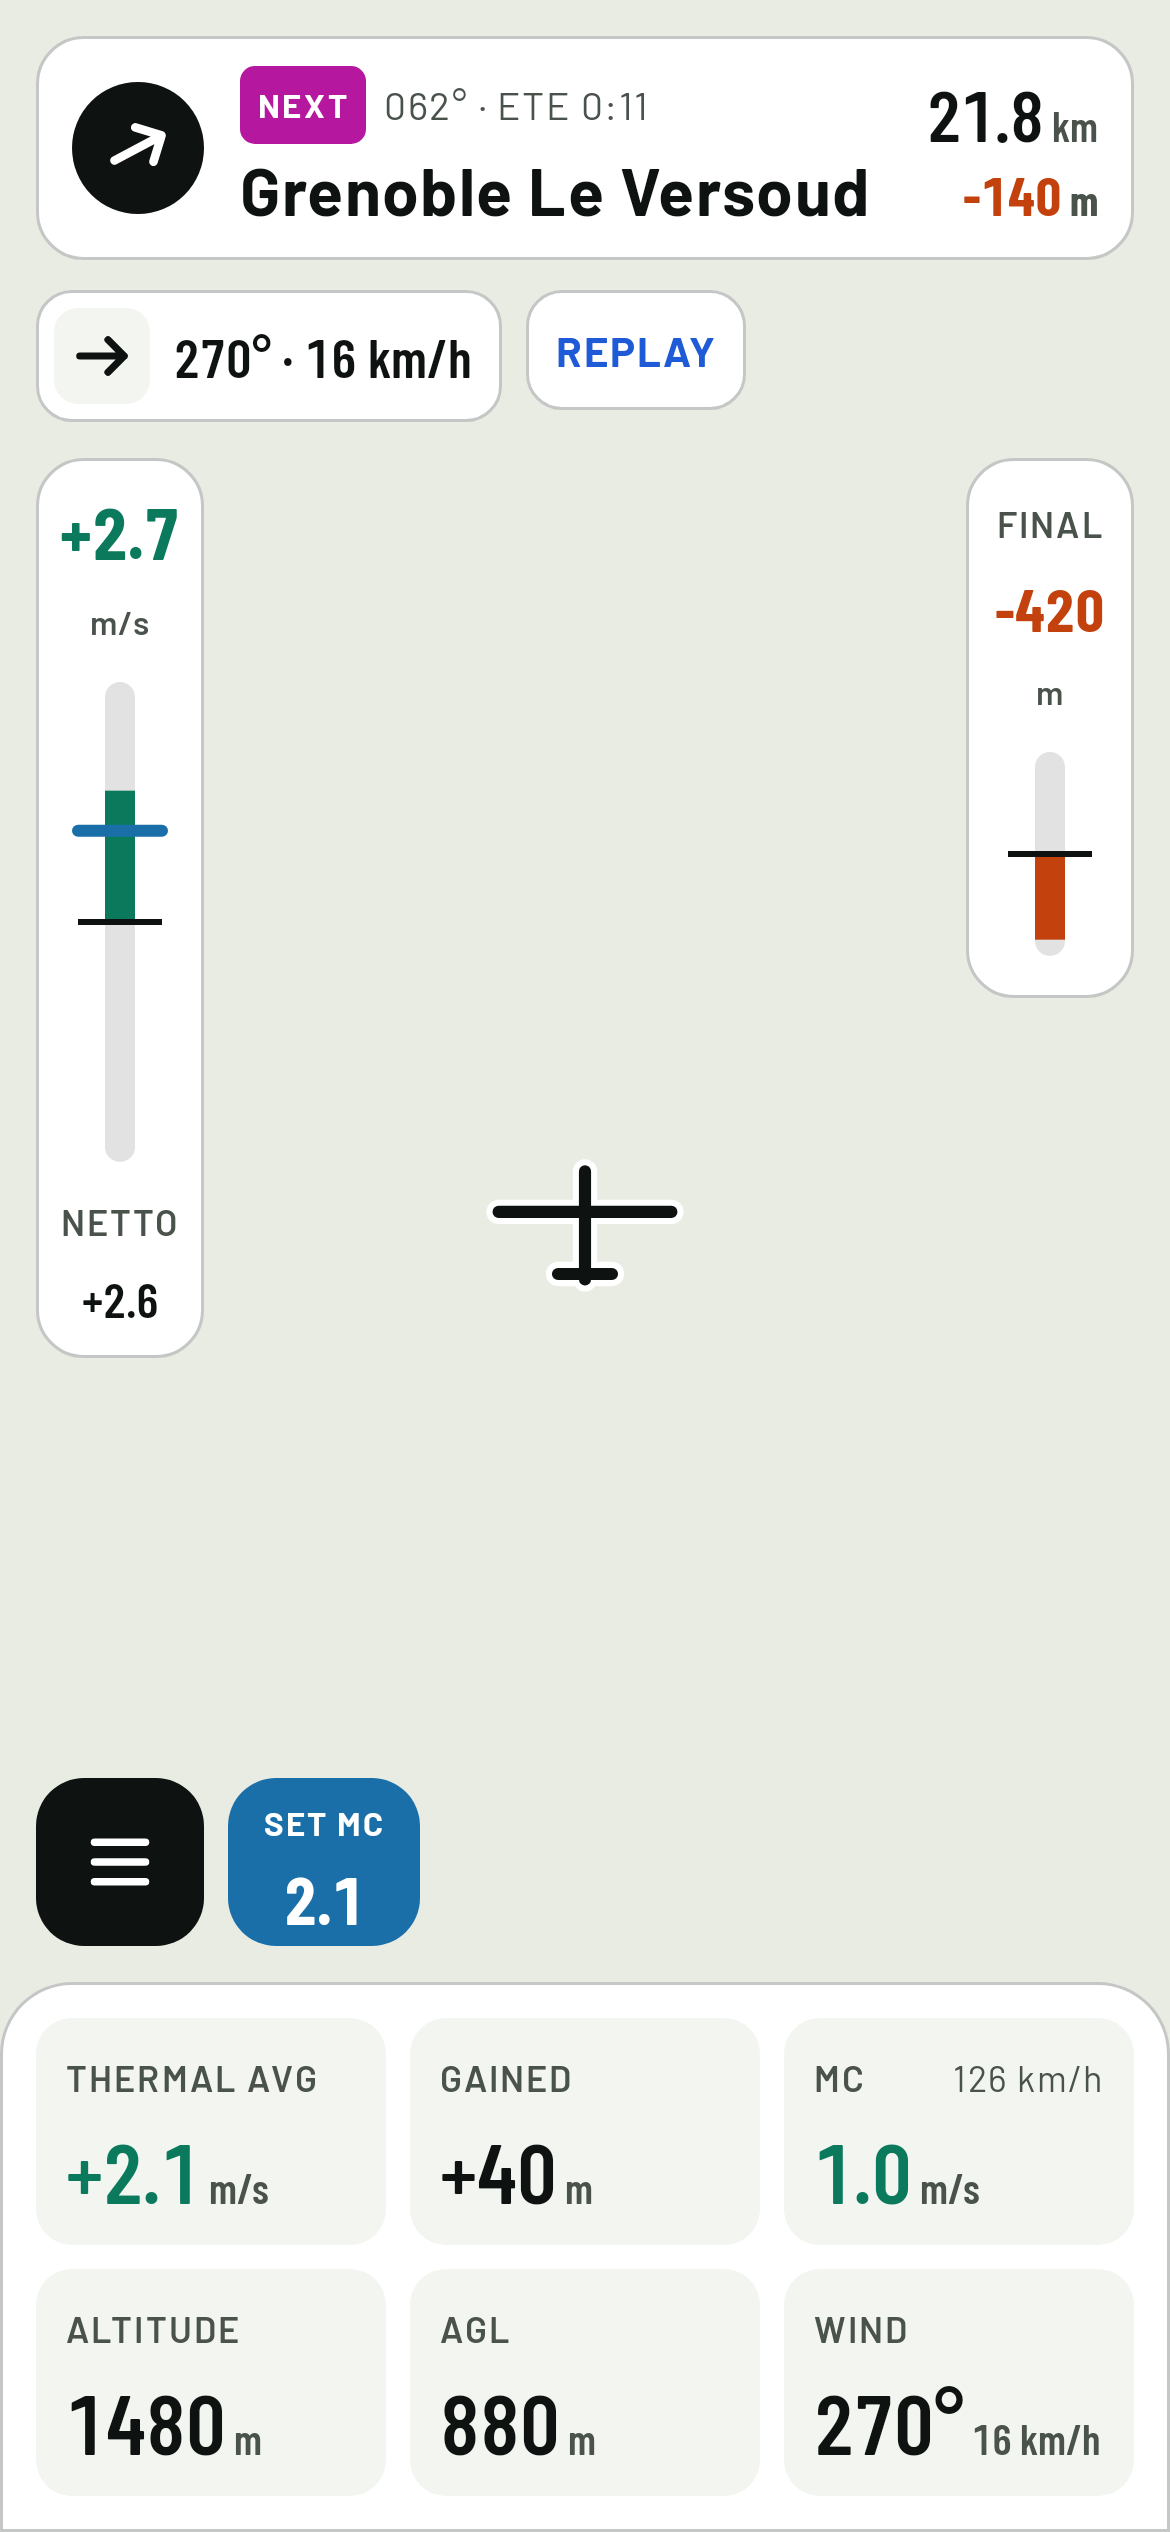 NEXT 062° · ETE 0:11
21.8 km
Grenoble Le Versoud
-140 m
270° · 16 km/h
REPLAY
+2.7
m/s
NETTO
+2.6
FINAL
-420
m
SET MC
2.1
THERMAL AVG
+2.1 m/s
GAINED
+40 m
MC 126 km/h
1.0 m/s
ALTITUDE
1480 m
AGL
880 m
WIND
270° 16 km/h